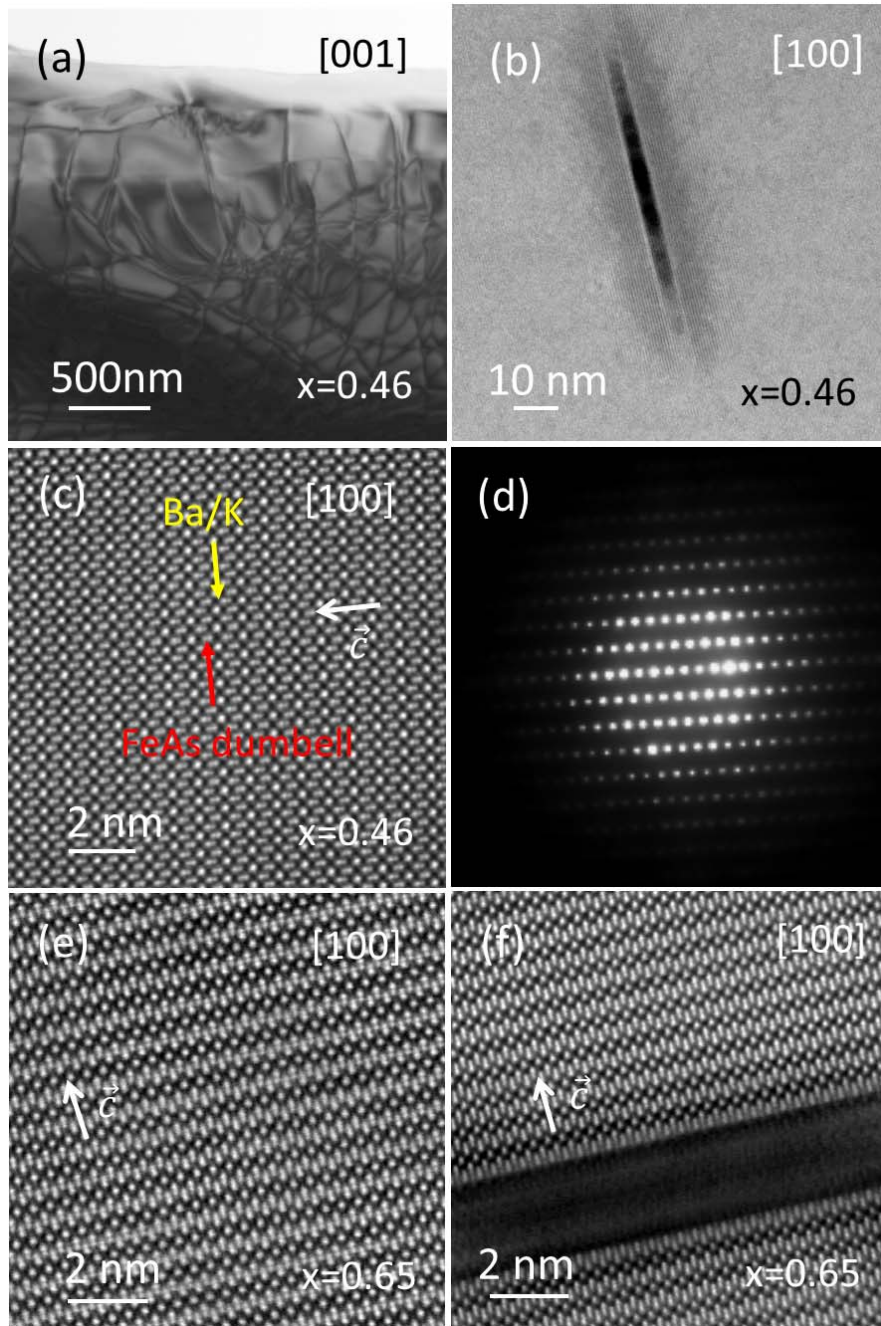 (a)
[001]
500nm
x=0.46
(b)
[100]
10 nm
x=0.46
(c)
[100]
Ba/K
c⃗
FeAs dumbell
2 nm
x=0.46
(d)
(e)
[100]
c⃗
2 nm
x=0.65
(f)
[100]
c⃗
2 nm
x=0.65